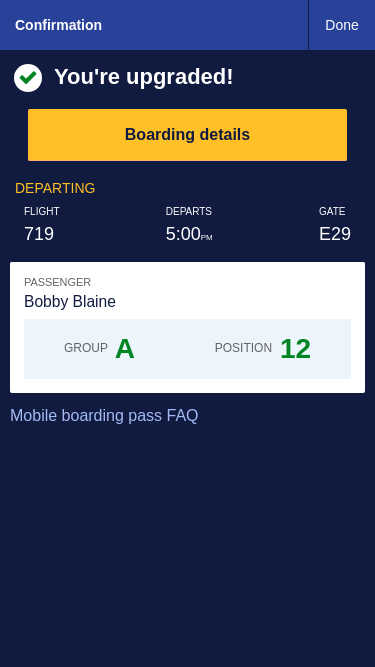 Confirmation
Done
You're upgraded!
Boarding details
DEPARTING
FLIGHT DEPARTS GATE
719 5:00PM E29
PASSENGER
Bobby Blaine
GROUP A POSITION 12
Mobile boarding pass FAQ